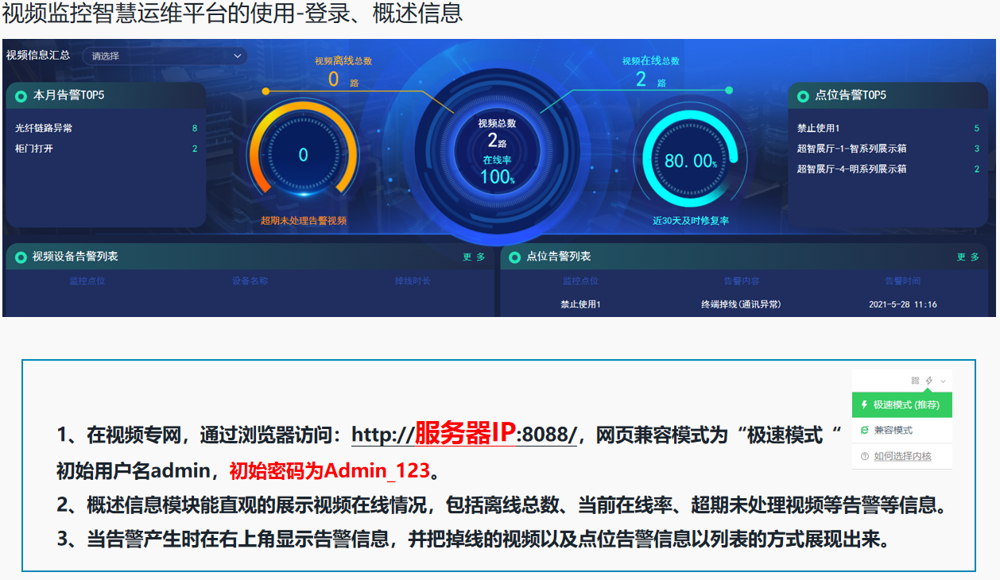 视频监控智慧运维平台的使用-登录、概述信息
视频信息汇总
请选择
视频离线总数
0 路
视频在线总数
2 路
本月告警TOP5
光纤链路异常 8
柜门打开 2
0
超期未处理告警视频
视频总数
2路
在线率
100%
80.00%
近30天及时修复率
点位告警TOP5
禁止使用1 5
超智展厅-1-智系列展示箱 3
超智展厅-4-明系列展示箱 2
视频设备告警列表 更 多
监控点位 设备名称 掉线时长
点位告警列表 更 多
监控点位 告警内容 告警时间
禁止使用1 终端掉线(通讯异常) 2021-5-28 11:16
极速模式 (推荐)
兼容模式
如何选择内核
1、在视频专网，通过浏览器访问：http://服务器IP:8088/，网页兼容模式为“极速模式“
初始用户名admin，初始密码为Admin_123。
2、概述信息模块能直观的展示视频在线情况，包括离线总数、当前在线率、超期未处理视频等告警等信息。
3、当告警产生时在右上角显示告警信息，并把掉线的视频以及点位告警信息以列表的方式展现出来。